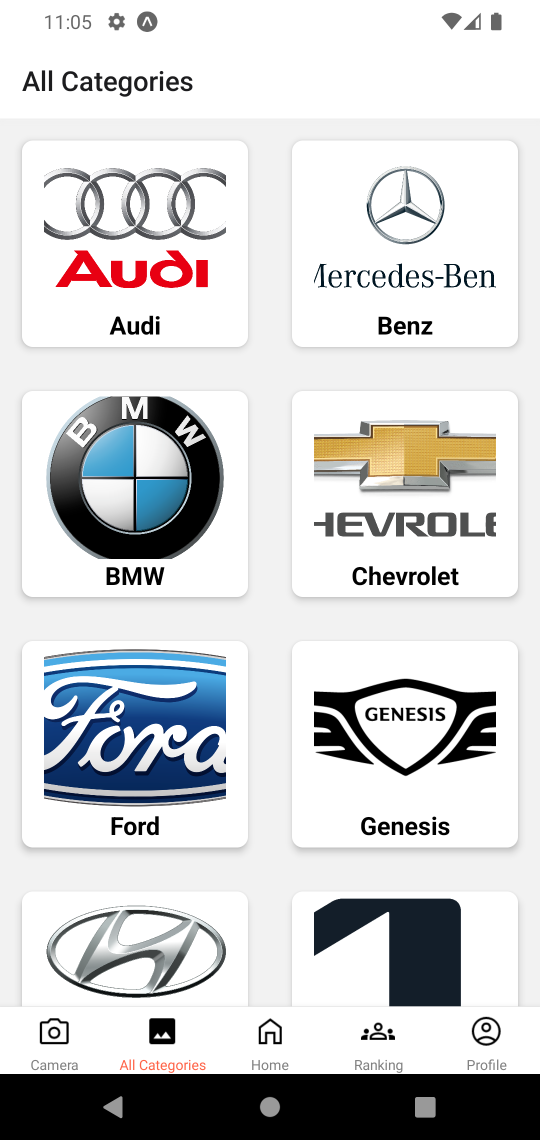 11:05
All Categories
Audi
Mercedes-Ben
Audi
Benz
BMW
HEVROLE
BMW
Chevrolet
Ford
GENESIS
Ford
Genesis
1
Camera
All Categories
Home
Ranking
Profile